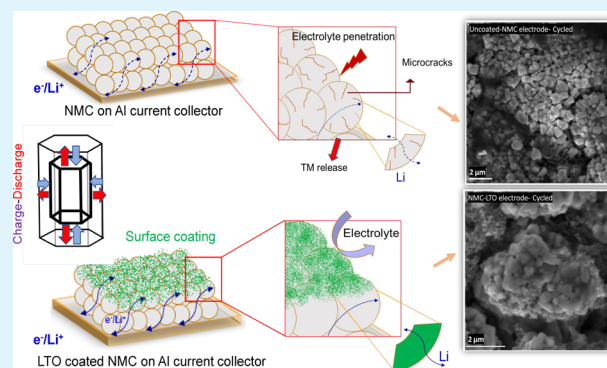 Electrolyte penetration
Microcracks
e⁻/Li⁺
NMC on Al current collector
TM release
Li
Uncoated-NMC electrode- Cycled
2 µm
Charge-Discharge
Surface coating
Electrolyte
e⁻/Li⁺
e⁻/Li⁺
Li
LTO coated NMC on Al current collector
NMC-LTO electrode- Cycled
2 µm